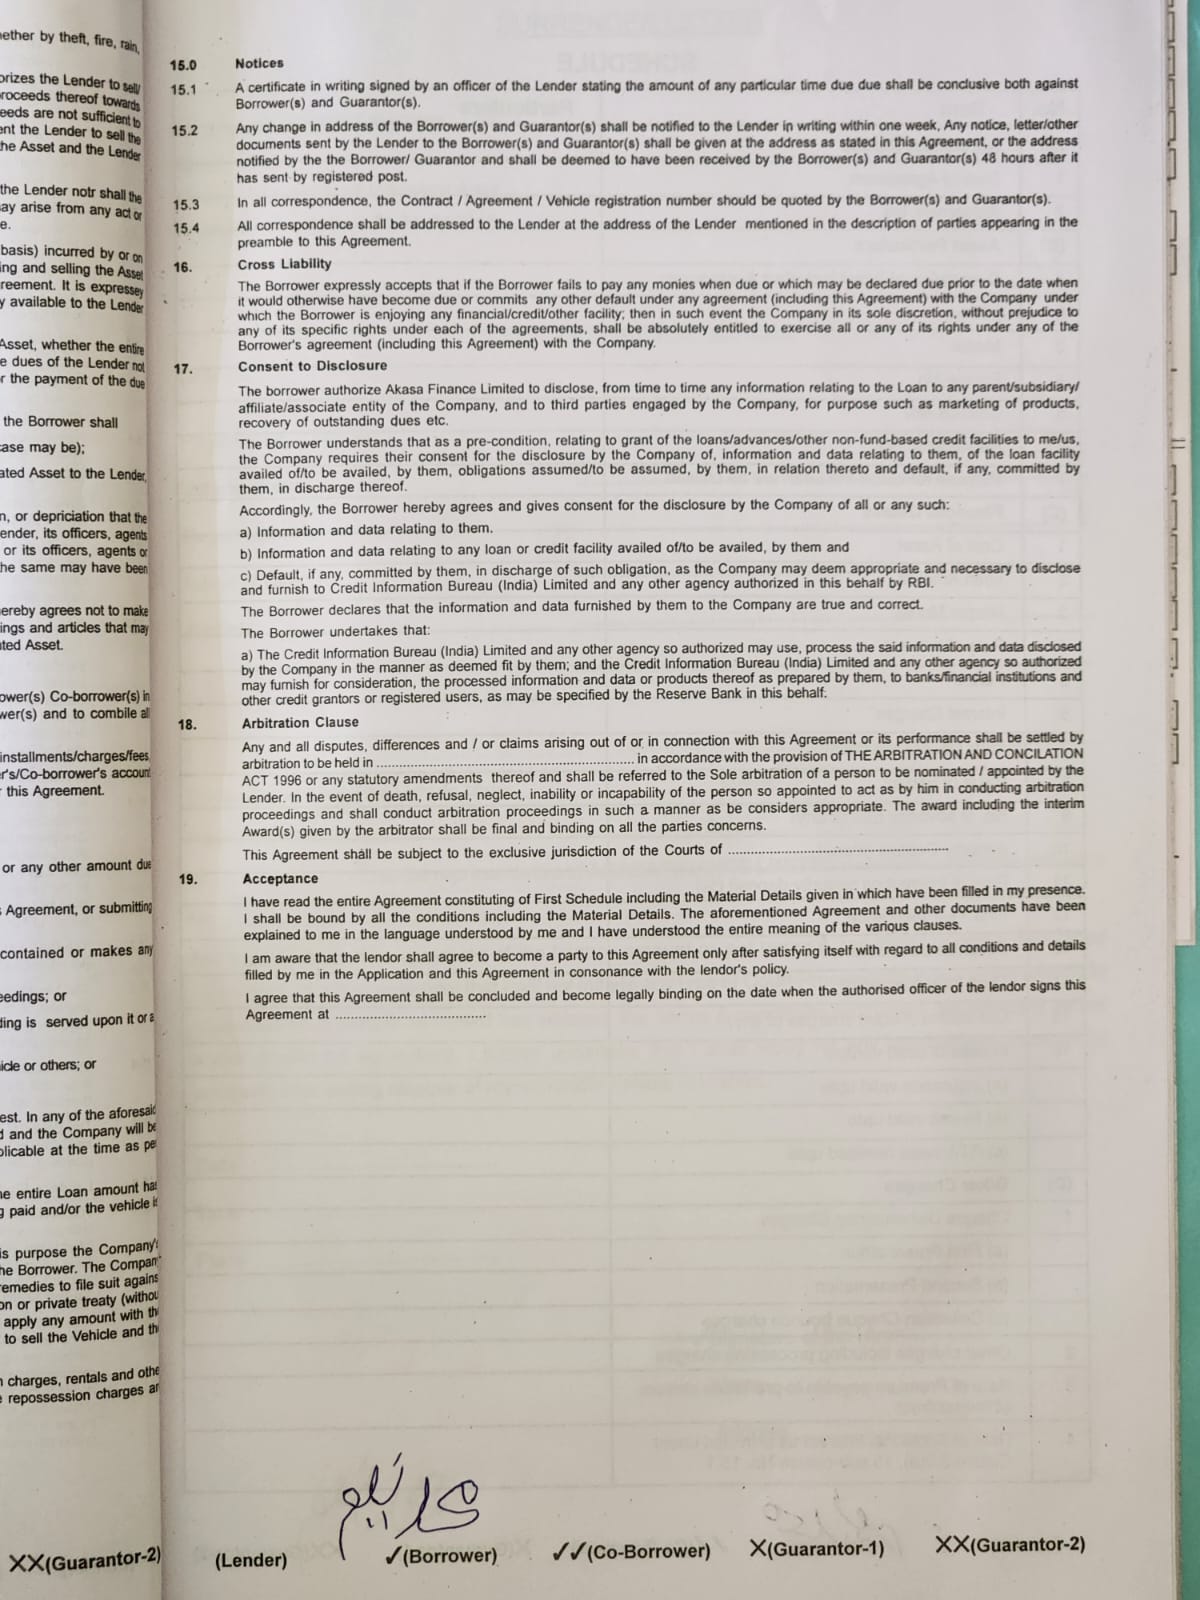 nether by theft, fire, rain,
orizes the Lender to sell/
roceeds thereof towards
eeds are not sufficient to
ent the Lender to sell the
he Asset and the Lender
the Lender notr shall the
ay arise from any act or
e.
basis) incurred by or on
ing and selling the Asset
reement. It is expressey
y available to the Lender
Asset, whether the entire
e dues of the Lender not
r the payment of the due
the Borrower shall
case may be);
ated Asset to the Lender,
n, or depriciation that the
ender, its officers, agents
or its officers, agents or
he same may have been
ereby agrees not to make
ings and articles that may
ated Asset.
ower(s) Co-borrower(s) in
wer(s) and to combile all
installments/charges/fees,
r's/Co-borrower's account
this Agreement.
or any other amount due
Agreement, or submitting
contained or makes any
eedings; or
ding is served upon it or a
icle or others; or
est. In any of the aforesaid
d and the Company will be
plicable at the time as pe
he entire Loan amount has
g paid and/or the vehicle i
is purpose the Company'
he Borrower. The Compan
remedies to file suit agains
on or private treaty (withou
apply any amount with th
to sell the Vehicle and th
n charges, rentals and othe
e repossession charges an
XX(Guarantor-2)
15.0 Notices
15.1 A certificate in writing signed by an officer of the Lender stating the amount of any particular time due due shall be conclusive both against
Borrower(s) and Guarantor(s).
15.2 Any change in address of the Borrower(s) and Guarantor(s) shall be notified to the Lender in writing within one week, Any notice, letter/other
documents sent by the Lender to the Borrower(s) and Guarantor(s) shall be given at the address as stated in this Agreement, or the address
notified by the the Borrower/ Guarantor and shall be deemed to have been received by the Borrower(s) and Guarantor(s) 48 hours after it
has sent by registered post.
15.3 In all correspondence, the Contract / Agreement / Vehicle registration number should be quoted by the Borrower(s) and Guarantor(s).
15.4 All correspondence shall be addressed to the Lender at the address of the Lender mentioned in the description of parties appearing in the
preamble to this Agreement.
16. Cross Liability
The Borrower expressly accepts that if the Borrower fails to pay any monies when due or which may be declared due prior to the date when
it would otherwise have become due or commits any other default under any agreement (including this Agreement) with the Company under
which the Borrower is enjoying any financial/credit/other facility; then in such event the Company in its sole discretion, without prejudice to
any of its specific rights under each of the agreements, shall be absolutely entitled to exercise all or any of its rights under any of the
Borrower's agreement (including this Agreement) with the Company.
17. Consent to Disclosure
The borrower authorize Akasa Finance Limited to disclose, from time to time any information relating to the Loan to any parent/subsidiary/
affiliate/associate entity of the Company, and to third parties engaged by the Company, for purpose such as marketing of products,
recovery of outstanding dues etc.
The Borrower understands that as a pre-condition, relating to grant of the loans/advances/other non-fund-based credit facilities to me/us,
the Company requires their consent for the disclosure by the Company of, information and data relating to them, of the loan facility
availed of/to be availed, by them, obligations assumed/to be assumed, by them, in relation thereto and default, if any, committed by
them, in discharge thereof.
Accordingly, the Borrower hereby agrees and gives consent for the disclosure by the Company of all or any such:
a) Information and data relating to them.
b) Information and data relating to any loan or credit facility availed of/to be availed, by them and
c) Default, if any, committed by them, in discharge of such obligation, as the Company may deem appropriate and necessary to disclose
and furnish to Credit Information Bureau (India) Limited and any other agency authorized in this behalf by RBI.
The Borrower declares that the information and data furnished by them to the Company are true and correct.
The Borrower undertakes that:
a) The Credit Information Bureau (India) Limited and any other agency so authorized may use, process the said information and data disclosed
by the Company in the manner as deemed fit by them; and the Credit Information Bureau (India) Limited and any other agency so authorized
may furnish for consideration, the processed information and data or products thereof as prepared by them, to banks/financial institutions and
other credit grantors or registered users, as may be specified by the Reserve Bank in this behalf.
18. Arbitration Clause
Any and all disputes, differences and / or claims arising out of or in connection with this Agreement or its performance shall be settled by
arbitration to be held in .................................................................. in accordance with the provision of THE ARBITRATION AND CONCILATION
ACT 1996 or any statutory amendments thereof and shall be referred to the Sole arbitration of a person to be nominated / appointed by the
Lender. In the event of death, refusal, neglect, inability or incapability of the person so appointed to act as by him in conducting arbitration
proceedings and shall conduct arbitration proceedings in such a manner as be considers appropriate. The award including the interim
Award(s) given by the arbitrator shall be final and binding on all the parties concerns.
This Agreement shall be subject to the exclusive jurisdiction of the Courts of ........................................................
19. Acceptance
I have read the entire Agreement constituting of First Schedule including the Material Details given in which have been filled in my presence.
I shall be bound by all the conditions including the Material Details. The aforementioned Agreement and other documents have been
explained to me in the language understood by me and I have understood the entire meaning of the various clauses.
I am aware that the lendor shall agree to become a party to this Agreement only after satisfying itself with regard to all conditions and details
filled by me in the Application and this Agreement in consonance with the lendor's policy.
I agree that this Agreement shall be concluded and become legally binding on the date when the authorised officer of the lendor signs this
Agreement at .......................................
(Lender) ✓(Borrower) ✓✓(Co-Borrower) X(Guarantor-1) XX(Guarantor-2)